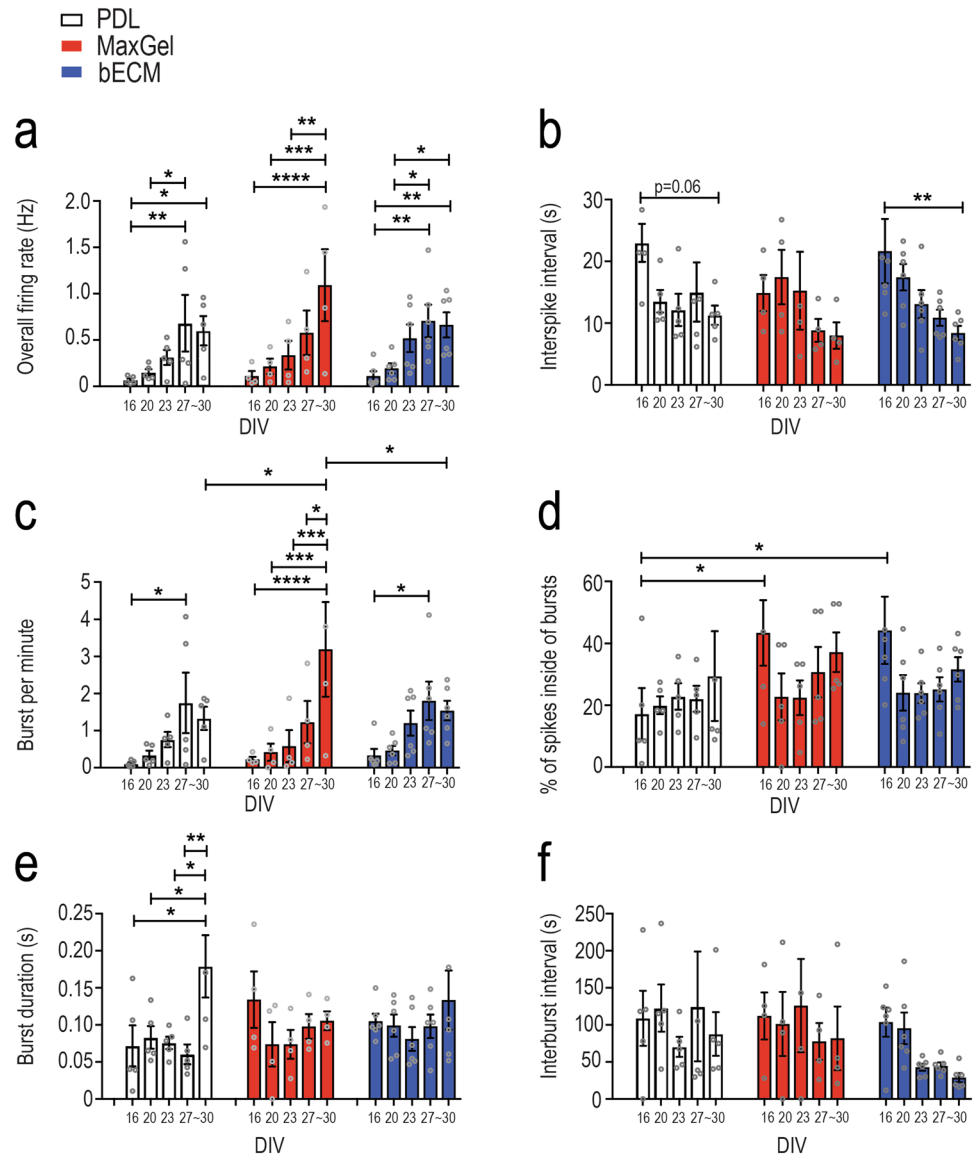 PDL
MaxGel
bECM
a
Overall firing rate (Hz)
2.0
1.5
1.0
0.5
0
* * **
** *** ****
* * ** **
16 20 23 27~30 16 20 23 27~30 16 20 23 27~30
DIV
b
Interspike interval (s)
30
20
10
0
p=0.06
**
16 20 23 27~30 16 20 23 27~30 16 20 23 27~30
DIV
c
Burst per minute
5
4
3
2
1
0
* *
*
* *** *** ****
*
16 20 23 27~30 16 20 23 27~30 16 20 23 27~30
DIV
d
% of spikes inside of bursts
60
40
20
0
*
*
16 20 23 27~30 16 20 23 27~30 16 20 23 27~30
DIV
e
Burst duration (s)
0.25
0.20
0.15
0.10
0.05
0
** * * *
16 20 23 27~30 16 20 23 27~30 16 20 23 27~30
DIV
f
Interburst interval (s)
250
200
150
100
50
0
16 20 23 27~30 16 20 23 27~30 16 20 23 27~30
DIV